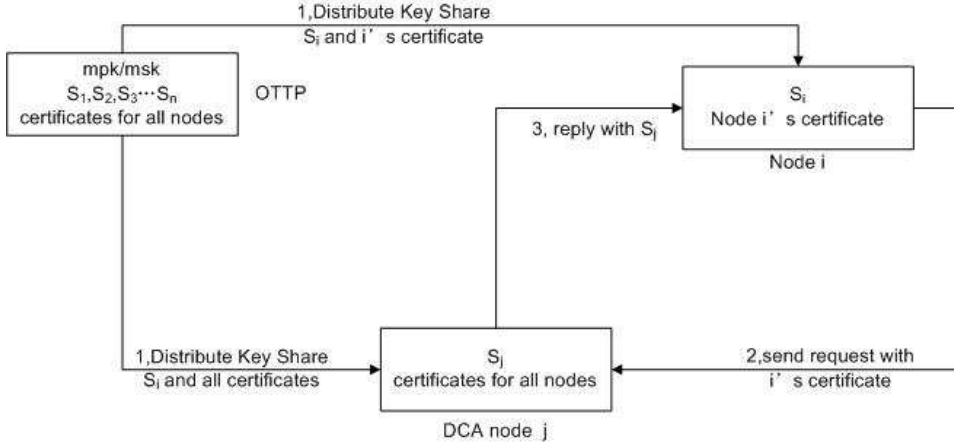 1,Distribute Key Share
Si and i’s certificate
mpk/msk
S1,S2,S3…Sn
certificates for all nodes
OTTP
Si
Node i’s certificate
Node i
3, reply with Sj
1,Distribute Key Share
Sj and all certificates
Sj
certificates for all nodes
DCA node j
2,send request with
i’s certificate